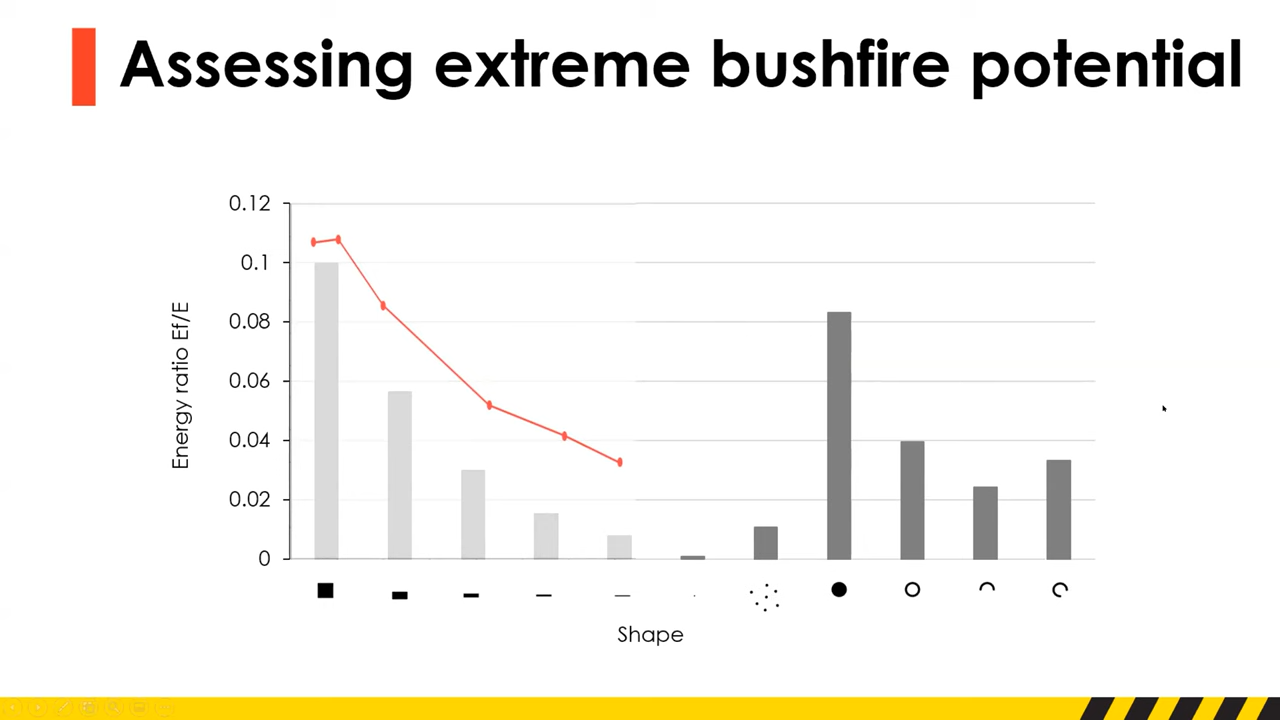 Assessing extreme bushfire potential
0.12
0.1
0.08
0.06
0.04
0.02
0
Energy ratio Ef/E
Shape